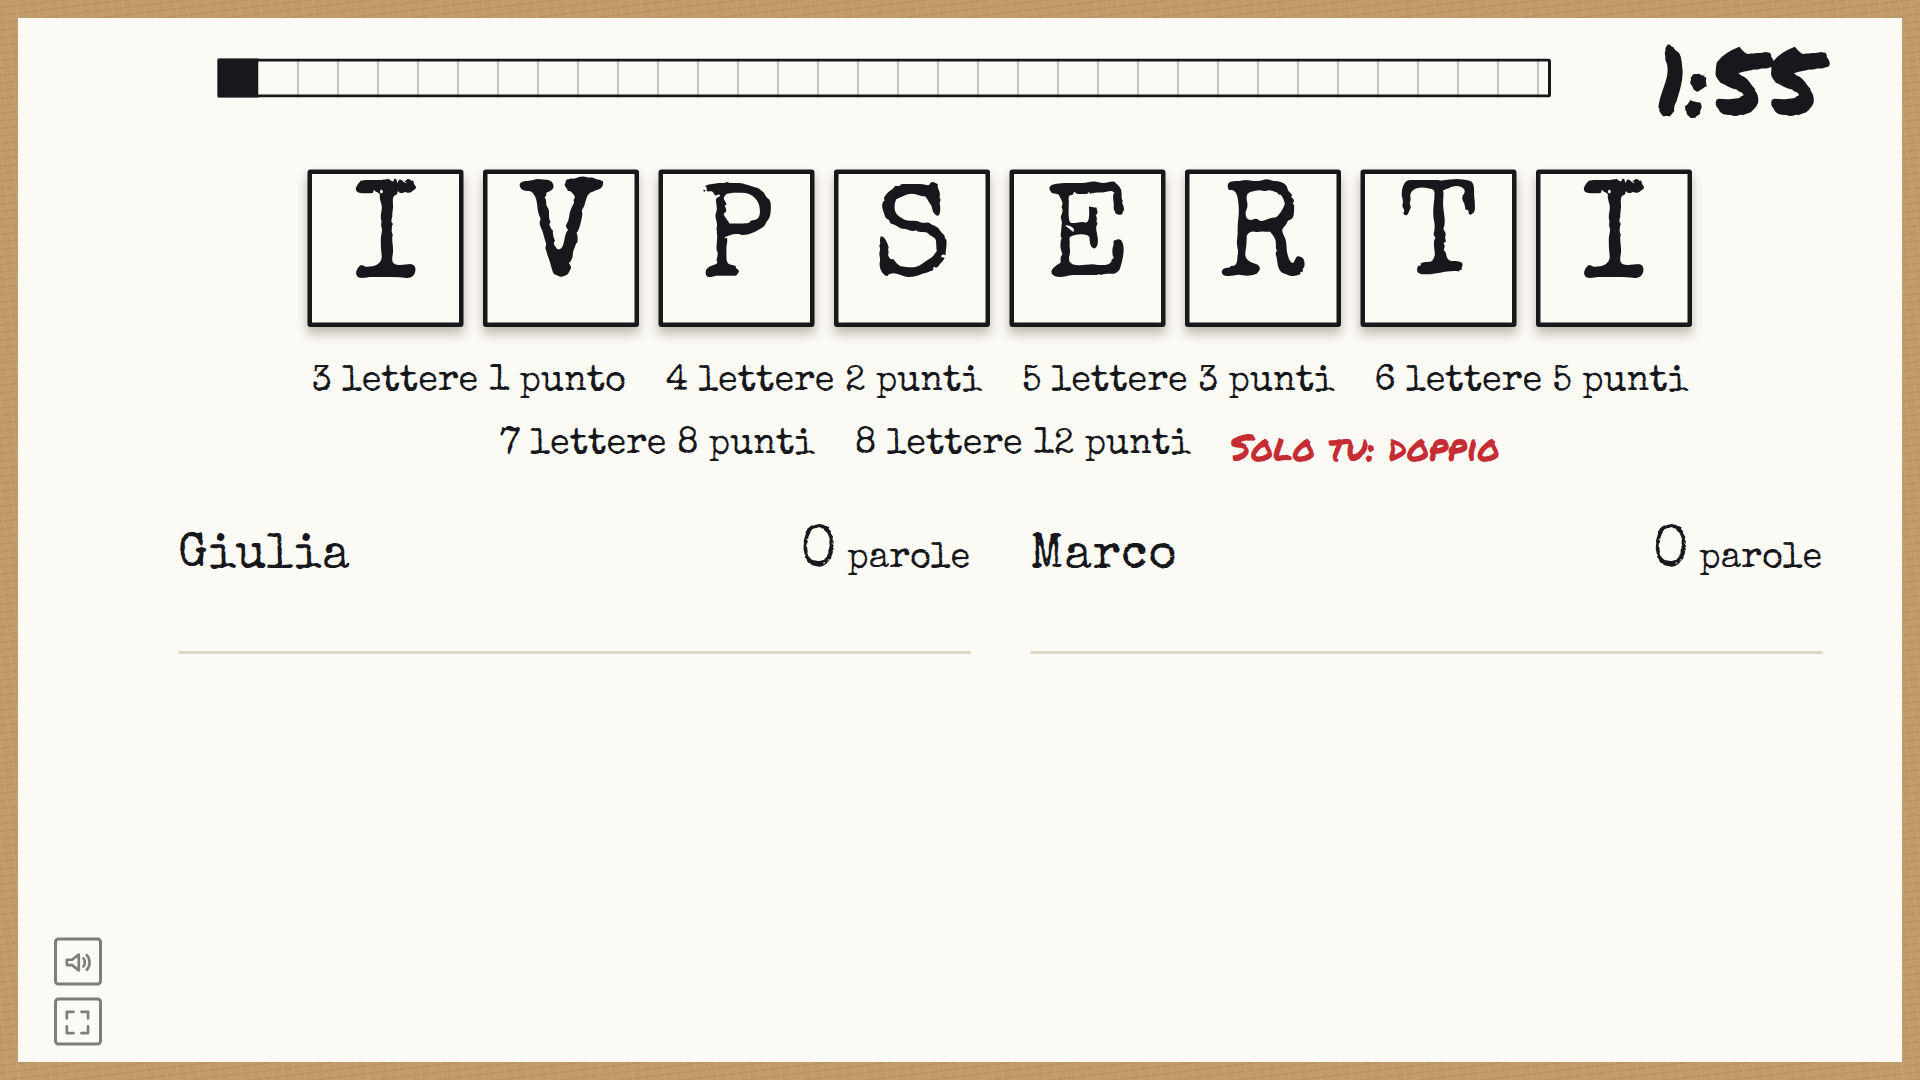 1:55
I V P S E R T I
3 lettere 1 punto 4 lettere 2 punti 5 lettere 3 punti 6 lettere 5 punti
7 lettere 8 punti 8 lettere 12 punti Solo tu: doppio
Giulia 0 parole Marco 0 parole